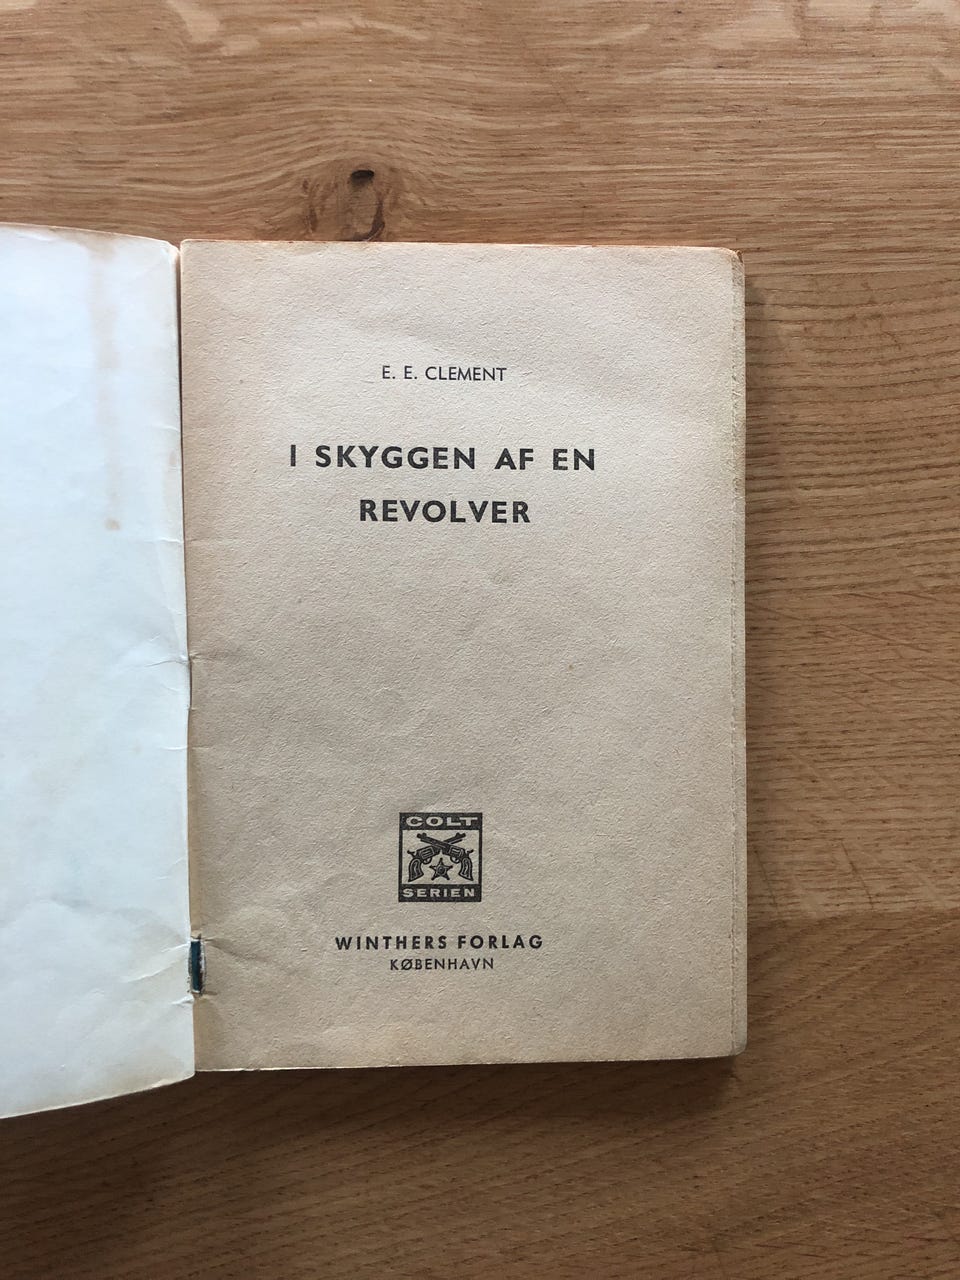 E. E. CLEMENT
I SKYGGEN AF EN
REVOLVER
COLT
SERIEN
WINTHERS FORLAG
KØBENHAVN